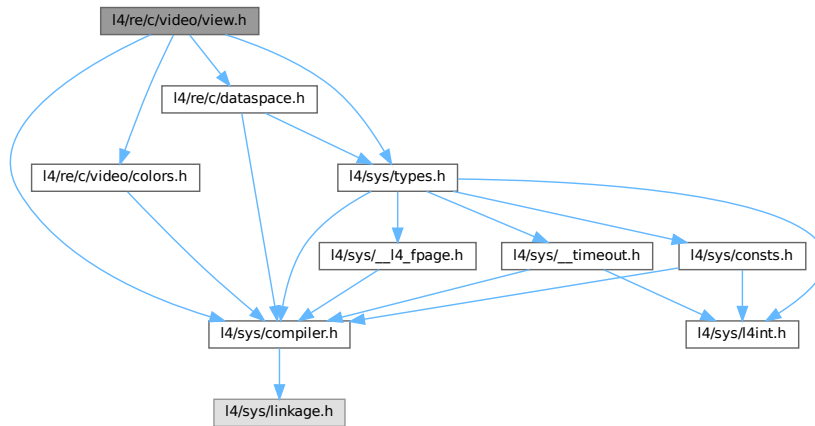 l4/re/c/video/view.h
l4/re/c/dataspace.h
l4/re/c/video/colors.h
l4/sys/types.h
l4/sys/__l4_fpage.h
l4/sys/__timeout.h
l4/sys/consts.h
l4/sys/compiler.h
l4/sys/l4int.h
l4/sys/linkage.h